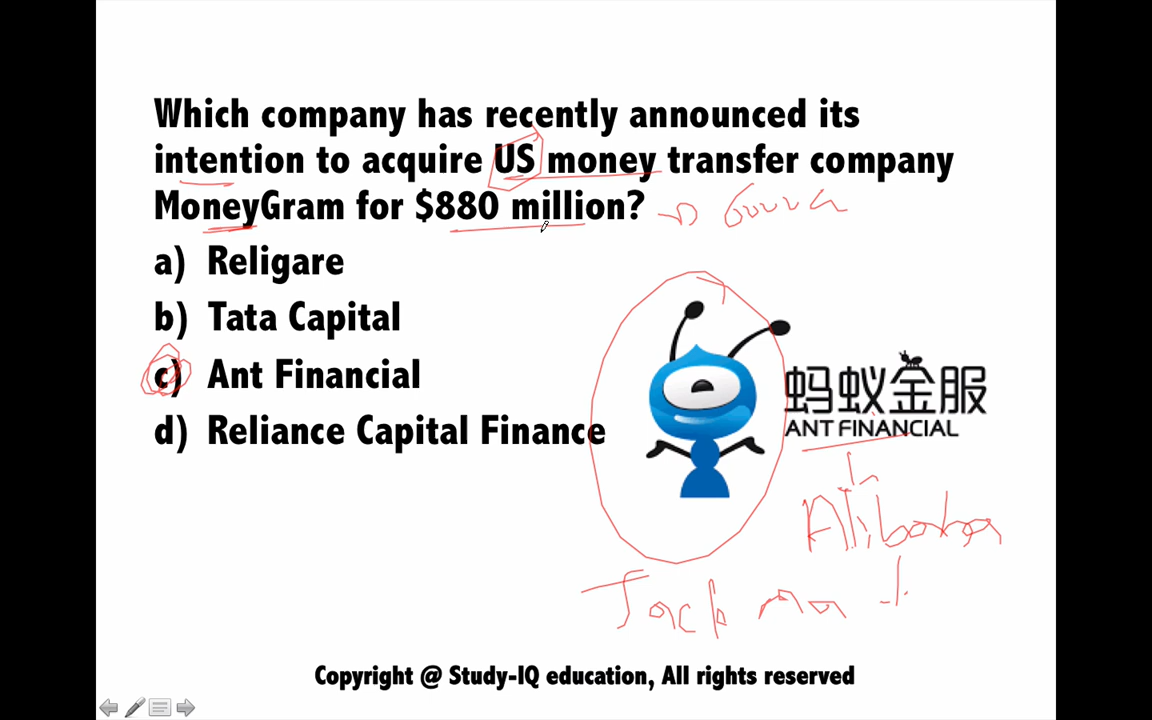 Which company has recently announced its
intention to acquire US money transfer company
MoneyGram for $880 million?
a) Religare
b) Tata Capital
c) Ant Financial
d) Reliance Capital Finance
蚂蚁金服
ANT FINANCIAL
Alibaba
Jack ma
Copyright @ Study-IQ education, All rights reserved